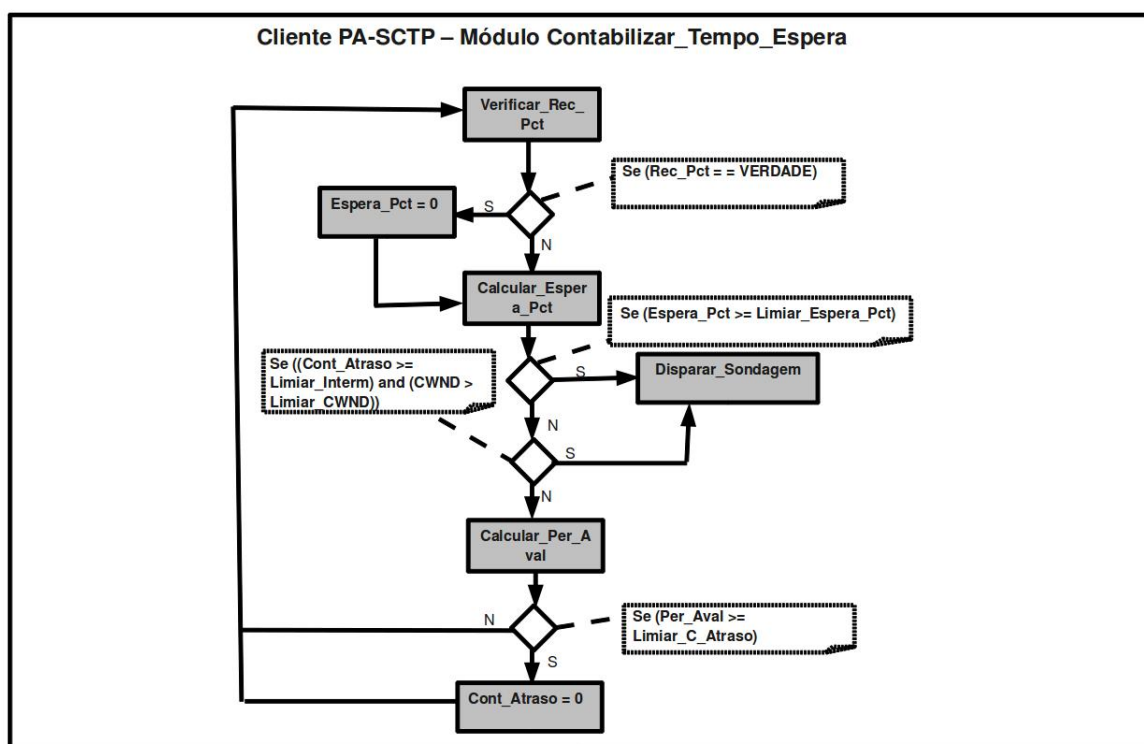 Cliente PA-SCTP – Módulo Contabilizar_Tempo_Espera
Verificar_Rec_
Pct
Se (Rec_Pct = = VERDADE)
Espera_Pct = 0
S
N
Calcular_Esper
a_Pct
Se (Espera_Pct >= Limiar_Espera_Pct)
Se ((Cont_Atraso >=
Limiar_Interm) and (CWND >
Limiar_CWND))
S
Disparar_Sondagem
N
S
N
Calcular_Per_A
val
N
Se (Per_Aval >=
Limiar_C_Atraso)
S
Cont_Atraso = 0